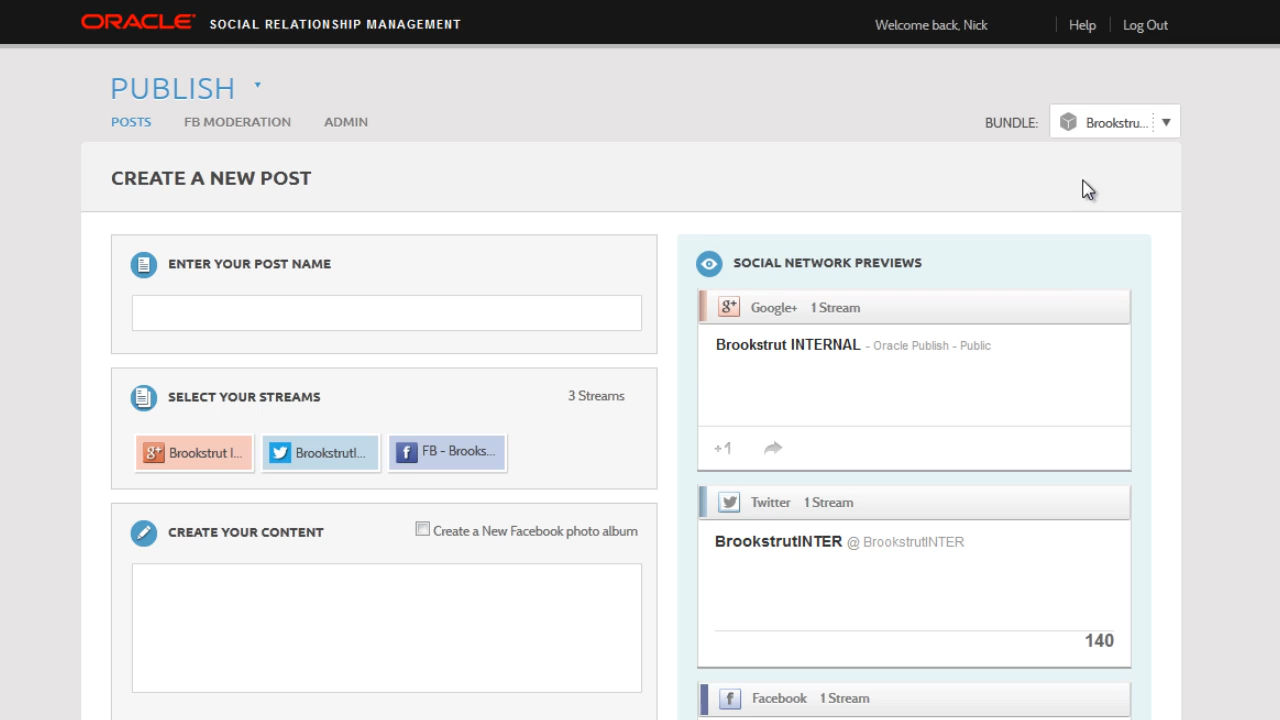 ORACLE SOCIAL RELATIONSHIP MANAGEMENT
Welcome back, Nick Help Log Out
PUBLISH
POSTS FB MODERATION ADMIN
BUNDLE: Brookstru...
CREATE A NEW POST
ENTER YOUR POST NAME
SELECT YOUR STREAMS 3 Streams
g+ Brookstrut I... BrookstrutI... f FB - Brooks...
CREATE YOUR CONTENT Create a New Facebook photo album
SOCIAL NETWORK PREVIEWS
g+ Google+ 1 Stream
Brookstrut INTERNAL - Oracle Publish - Public
+1
Twitter 1 Stream
BrookstrutINTER @ BrookstrutINTER
140
f Facebook 1 Stream